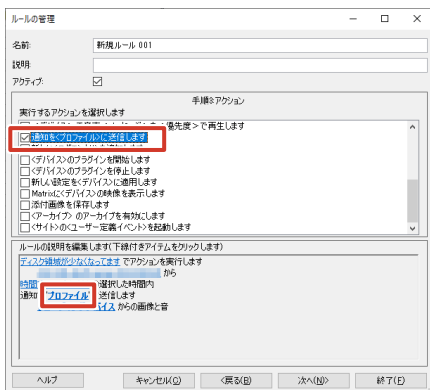 ルールの管理
名前:
新規ルール 001
説明:
アクティブ:
手順3:アクション
実行するアクションを選択します
優先度>で再生します
通知を<プロファイル>に送信します
<デバイス>のプラグインを開始します
<デバイス>のプラグインを停止します
新しい設定を<デバイス>に適用します
Matrixに<デバイス>の映像を表示します
添付画像を保存します
<アーカイブ> のアーカイブを有効にします
<サイト>の<ユーザー定義イベント>を起動します
ルールの説明を編集します(下線付きアイテムをクリックします)
ディスク領域が少なくなってます でアクションを実行します
から
時間 選択した時間内
通知 'プロファイル' 送信します
バイス からの画像と音
ヘルプ
キャンセル(C)
<戻る(B)
次へ(N)>
終了(F)